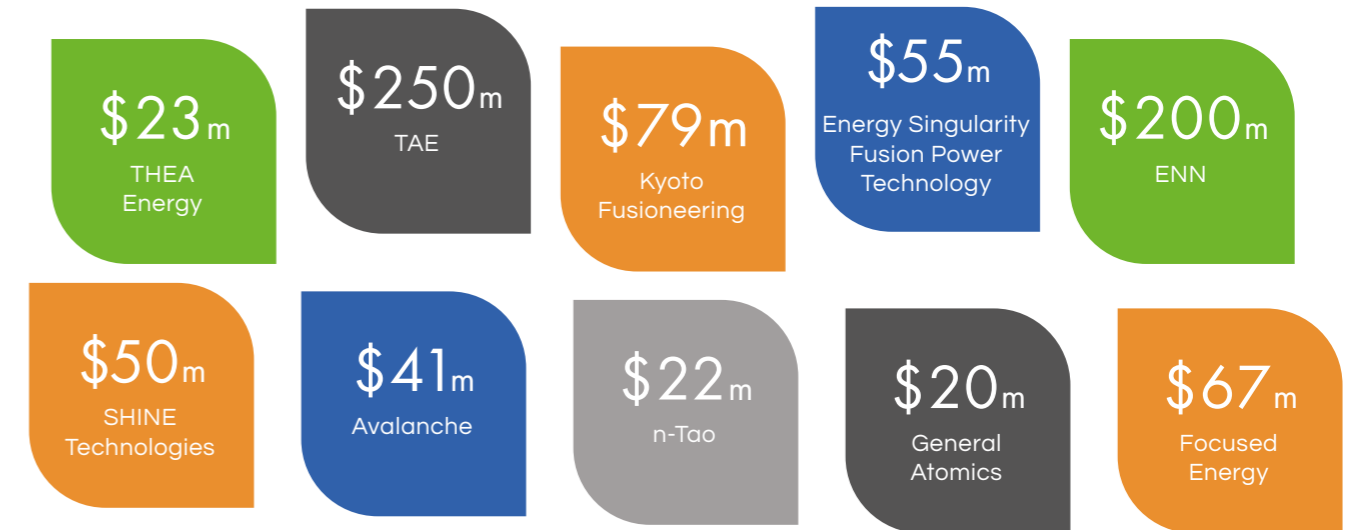 $23m
THEA
Energy
$250m
TAE
$79m
Kyoto
Fusioneering
$55m
Energy Singularity
Fusion Power
Technology
$200m
ENN
$50m
SHINE
Technologies
$41m
Avalanche
$22m
n-Tao
$20m
General
Atomics
$67m
Focused
Energy